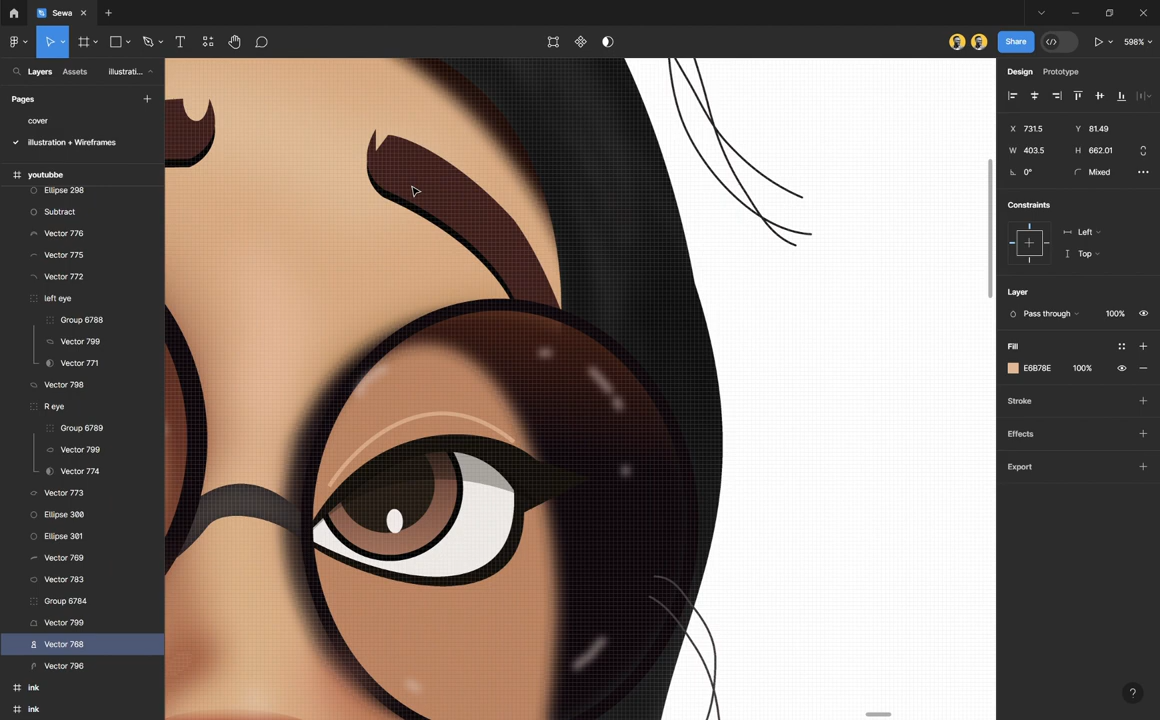 Sewa
Share
598%
Layers
Assets
illustrati...
Pages
cover
illustration + Wireframes
youtubbe
Ellipse 298
Subtract
Vector 776
Vector 775
Vector 772
left eye
Group 6788
Vector 799
Vector 771
Vector 798
R eye
Group 6789
Vector 799
Vector 774
Vector 773
Ellipse 300
Ellipse 301
Vector 769
Vector 783
Group 6784
Vector 799
Vector 768
Vector 796
ink
ink
Design
Prototype
X 731.5
Y 81.49
W 403.5
H 662.01
0°
Mixed
Constraints
Left
Top
Layer
Pass through
100%
Fill
E6B78E
100%
Stroke
Effects
Export
?